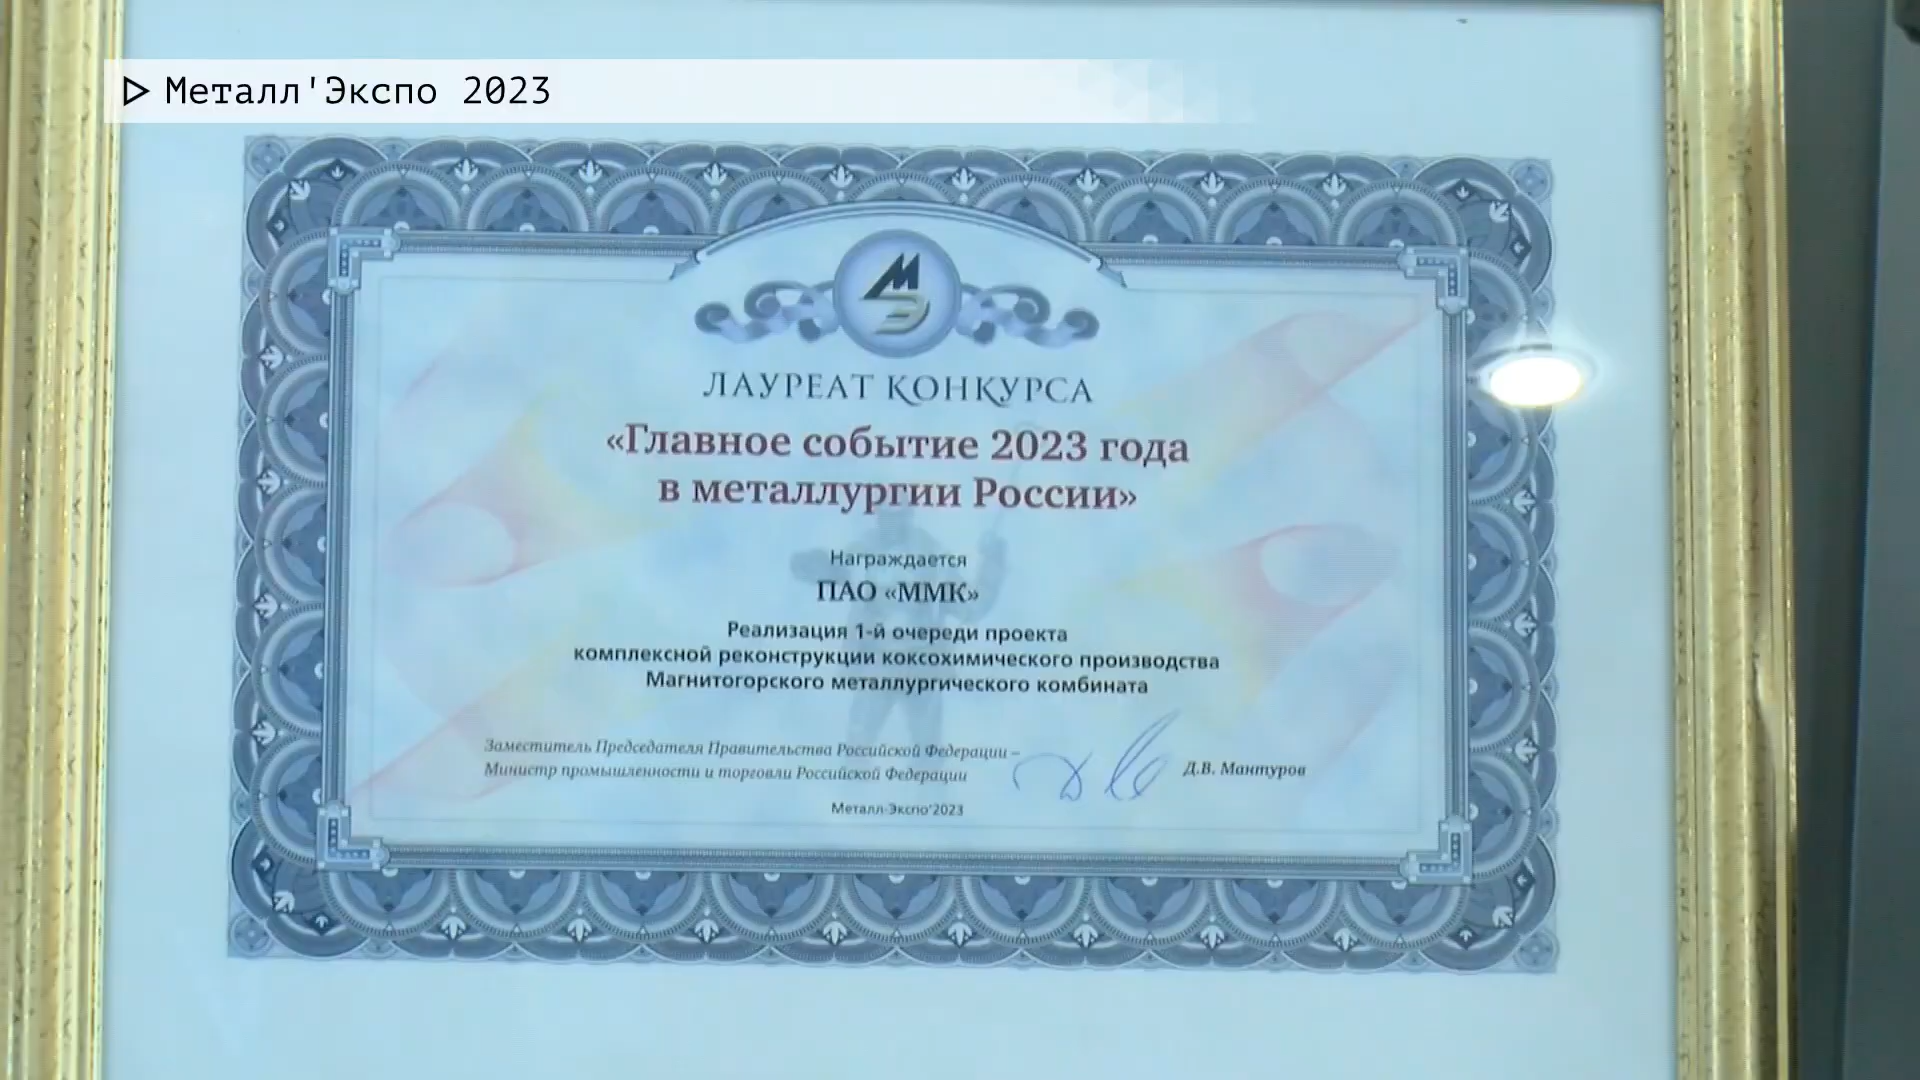 Металл'Экспо 2023
МЭ
ЛАУРЕАТ КОНКУРСА
«Главное событие 2023 года
в металлургии России»
Награждается
ПАО «ММК»
Реализация 1-й очереди проекта
комплексной реконструкции коксохимического производства
Магнитогорского металлургического комбината
Заместитель Председателя Правительства Российской Федерации –
Министр промышленности и торговли Российской Федерации
Д.В. Мантуров
Металл-Экспо'2023